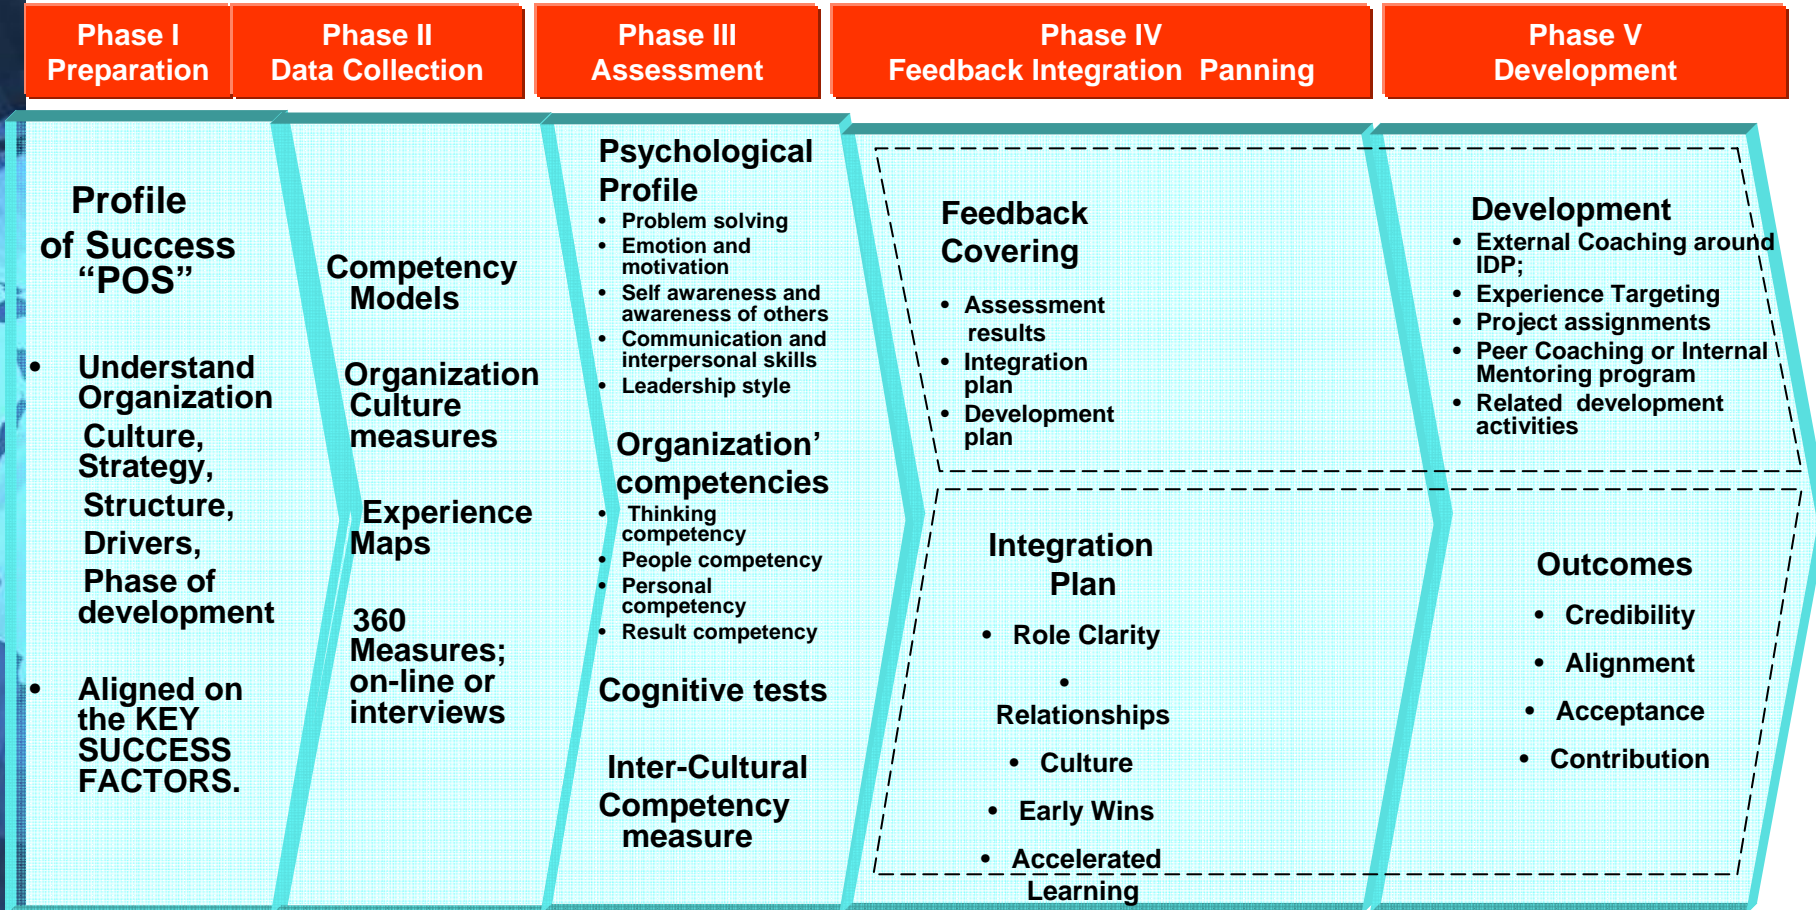 Phase I
Preparation
Phase II
Data Collection
Phase III
Assessment
Phase IV
Feedback Integration  Panning
Phase V
Development
Profile
of Success
“POS”
• Understand
Organization
Culture,
Strategy,
Structure,
Drivers,
Phase of
development
• Aligned on
the KEY
SUCCESS
FACTORS.
Competency
Models
Organization
Culture
measures
Experience
Maps
360
Measures;
on-line or
interviews
Psychological
Profile
• Problem solving
• Emotion and
motivation
• Self awareness and
awareness of others
• Communication and
interpersonal skills
• Leadership style
Organization’
competencies
• Thinking
competency
• People competency
• Personal
competency
• Result competency
Cognitive tests
Inter-Cultural
Competency
measure
Feedback
Covering
• Assessment
results
• Integration
plan
• Development
plan
Integration
Plan
• Role Clarity
•
Relationships
• Culture
• Early Wins
• Accelerated
Learning
Development
• External Coaching around
IDP;
• Experience Targeting
• Project assignments
• Peer Coaching or Internal
Mentoring program
• Related  development
activities
Outcomes
• Credibility
• Alignment
• Acceptance
• Contribution